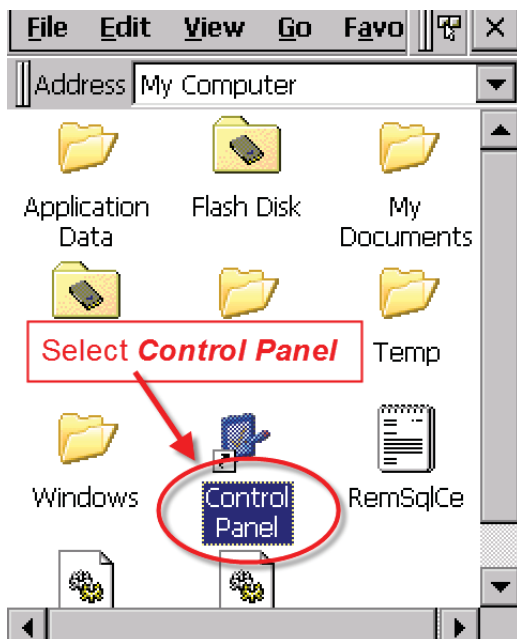 File Edit View Go Favo
Address My Computer
Application
Data
Flash Disk
My
Documents
Select Control Panel
Temp
Windows
Control
Panel
RemSqlCe